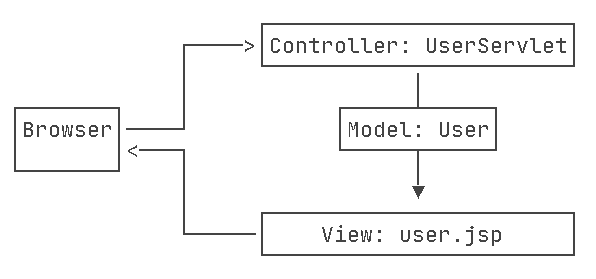 Controller: UserServlet
Browser
Model: User
View: user.jsp